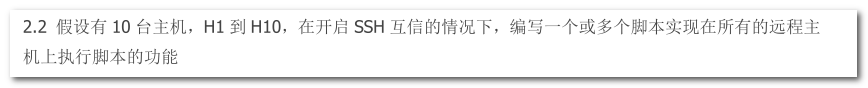 2.2 假设有 10 台主机，H1 到 H10，在开启 SSH 互信的情况下，编写一个或多个脚本实现在所有的远程主
机上执行脚本的功能